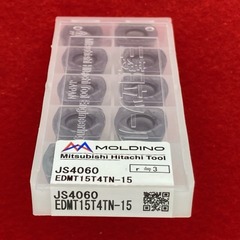 MOLDINO
Mitsubishi Hitachi Tool
JS4060
EDMT15T4TN-15
JS4060
EDMT15T4TN-15